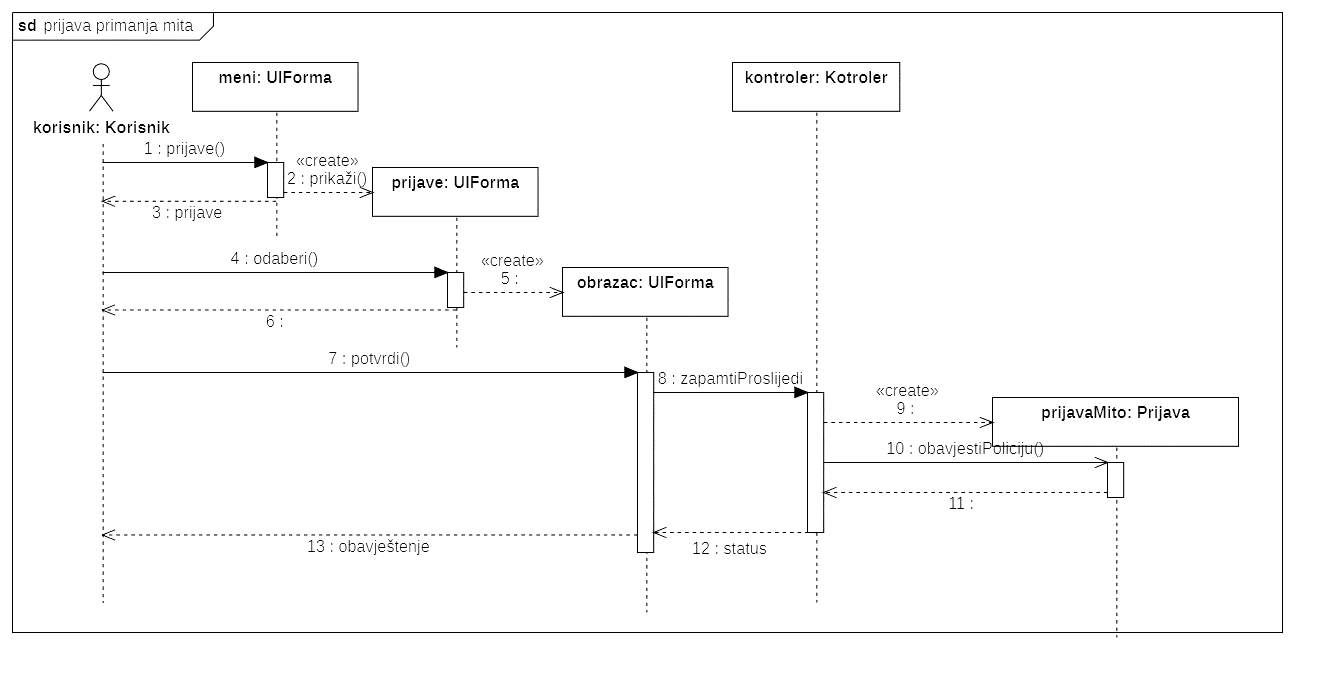 sd prijava primanja mita
meni: UIForma
kontroler: Kotroler
korisnik: Korisnik
1 : prijave()
«create»
2 : prikaži()
prijave: UIForma
3 : prijave
4 : odaberi()
«create»
5 :
obrazac: UIForma
6 :
7 : potvrdi()
8 : zapamtiProslijedi
«create»
9 :
prijavaMito: Prijava
10 : obavjestiPoliciju()
11 :
12 : status
13 : obavještenje